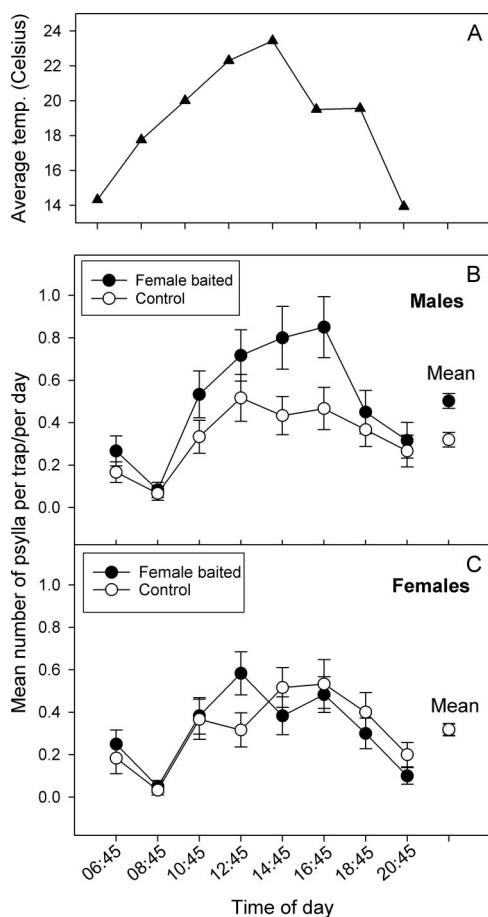 A
Average temp. (Celsius)
24
22
20
18
16
14
B
Female baited
Control
Males
Mean
1.0
0.8
0.6
0.4
0.2
0.0
Mean number of psylla per trap/per day
C
Female baited
Control
Females
Mean
1.0
0.8
0.6
0.4
0.2
0.0
06:45
08:45
10:45
12:45
14:45
16:45
18:45
20:45
Time of day